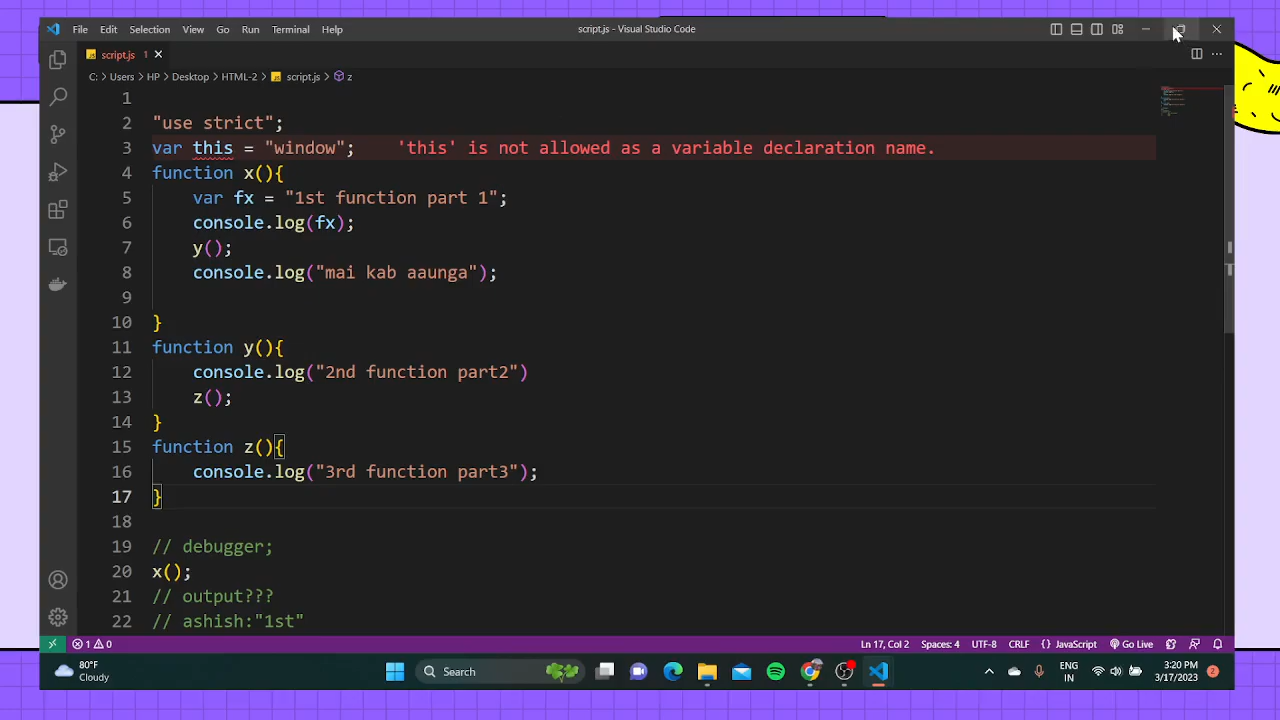 File Edit Selection View Go Run Terminal Help
script.js - Visual Studio Code
script.js 1
C: > Users > HP > Desktop > HTML-2 > script.js > z
1
2 "use strict";
3 var this = "window"; 'this' is not allowed as a variable declaration name.
4 function x(){
5 var fx = "1st function part 1";
6 console.log(fx);
7 y();
8 console.log("mai kab aaunga");
9
10 }
11 function y(){
12 console.log("2nd function part2")
13 z();
14 }
15 function z(){
16 console.log("3rd function part3");
17 }
18
19 // debugger;
20 x();
21 // output???
22 // ashish:"1st"
1 0 Ln 17, Col 2 Spaces: 4 UTF-8 CRLF {} JavaScript Go Live
80°F
Cloudy
Search
ENG
IN
3:20 PM
3/17/2023
2